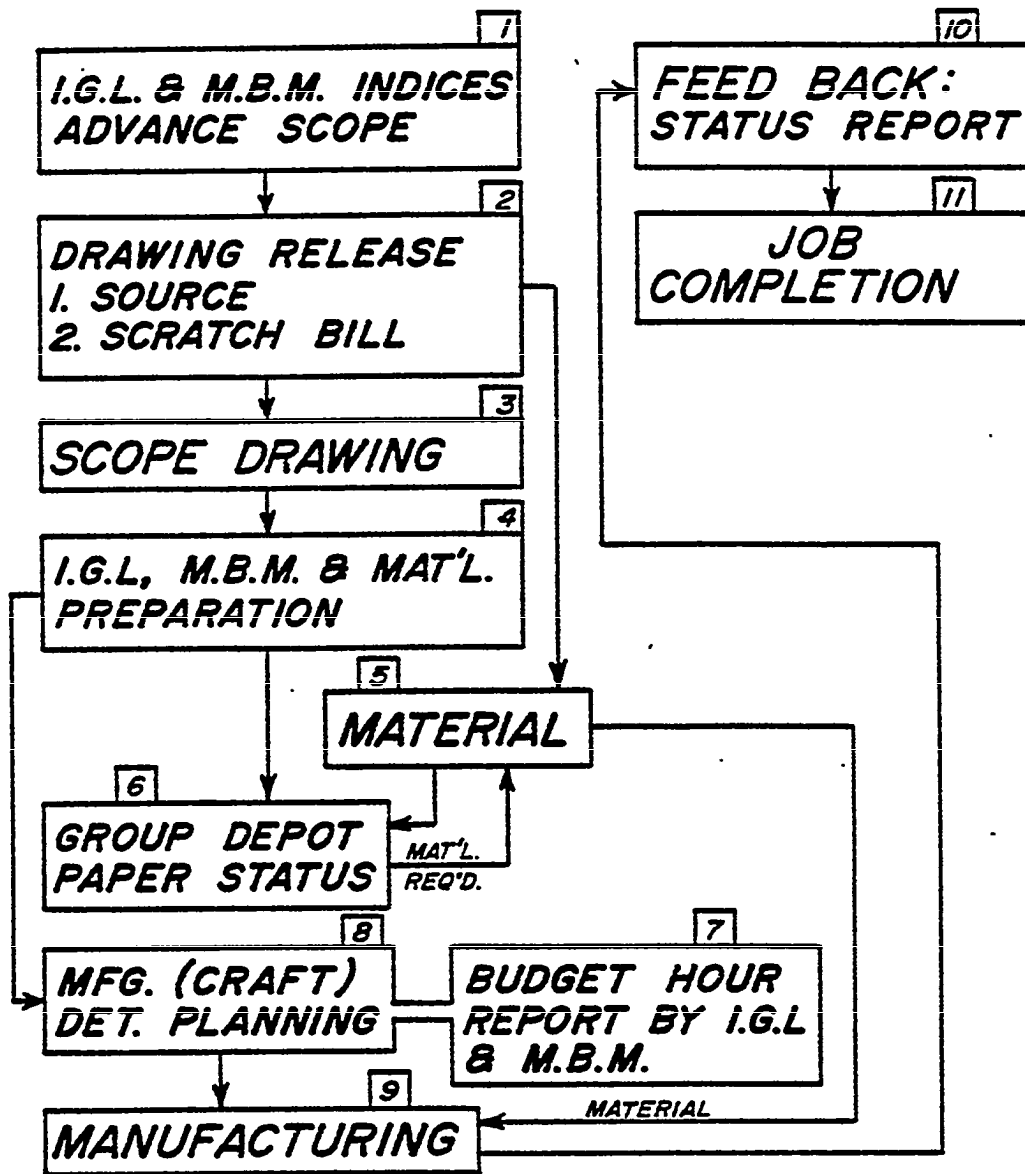 1
I.G.L. & M.B.M. INDICES
ADVANCE SCOPE
2
DRAWING RELEASE
1. SOURCE
2. SCRATCH BILL
3
SCOPE DRAWING
4
I.G.L, M.B.M. & MAT'L.
PREPARATION
5
MATERIAL
6
GROUP DEPOT
PAPER STATUS
MAT'L.
REQ'D.
8
MFG. (CRAFT)
DET. PLANNING
7
BUDGET HOUR
REPORT BY I.G.L
& M.B.M.
9
MANUFACTURING
MATERIAL
10
FEED BACK:
STATUS REPORT
11
JOB
COMPLETION